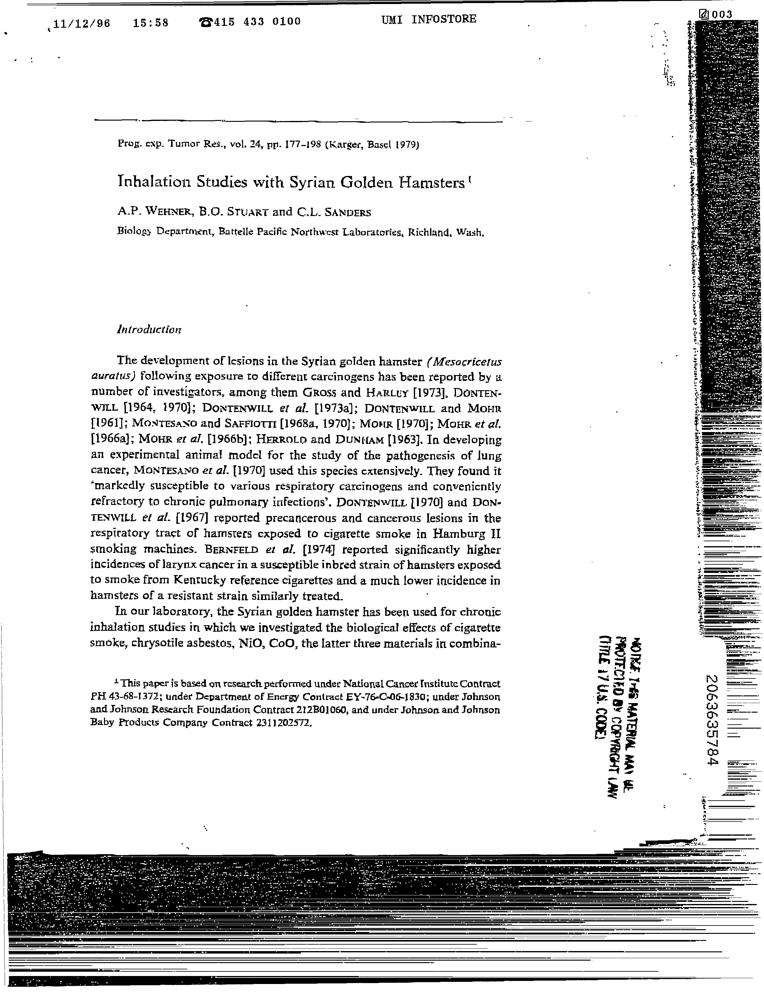 11/12/96 15:58 ☎415 433 0100 UMI INFOSTORE 003
Prog. exp. Tumor Res., vol. 24, pp. 177–198 (Karger, Basel 1979)
Inhalation Studies with Syrian Golden Hamsters¹
A.P. WEHNER, B.O. STUART and C.L. SANDERS
Biology Department, Battelle Pacific Northwest Laboratories, Richland, Wash.
Introduction
The development of lesions in the Syrian golden hamster (Mesocricetus
auratus) following exposure to different carcinogens has been reported by a
number of investigators, among them GROSS and HARLEY [1973], DONTEN-
WILL [1964, 1970]; DONTENWILL et al. [1973a]; DONTENWILL and MOHR
[1961]; MONTESANO and SAFFIOTTI [1968a, 1970]; MOHR [1970]; MOHR et al.
[1966a]; MOHR et al. [1966b]; HERROLD and DUNHAM [1963]. In developing
an experimental animal model for the study of the pathogenesis of lung
cancer, MONTESANO et al. [1970] used this species extensively. They found it
'markedly susceptible to various respiratory carcinogens and conveniently
refractory to chronic pulmonary infections'. DONTENWILL [1970] and DON-
TENWILL et al. [1967] reported precancerous and cancerous lesions in the
respiratory tract of hamsters exposed to cigarette smoke in Hamburg II
smoking machines. BERNFELD et al. [1974] reported significantly higher
incidences of larynx cancer in a susceptible inbred strain of hamsters exposed
to smoke from Kentucky reference cigarettes and a much lower incidence in
hamsters of a resistant strain similarly treated.
In our laboratory, the Syrian golden hamster has been used for chronic
inhalation studies in which we investigated the biological effects of cigarette
smoke, chrysotile asbestos, NiO, CoO, the latter three materials in combina-
¹ This paper is based on research performed under National Cancer Institute Contract
PH 43-68-1372; under Department of Energy Contract EY-76-C-06-1830; under Johnson
and Johnson Research Foundation Contract 212B01060, and under Johnson and Johnson
Baby Products Company Contract 2311202572.
NOTICE THIS MATERIAL MAY BE
PROTECTED BY COPYRIGHT LAW
(TITLE 17 U.S. CODE)
2063635784